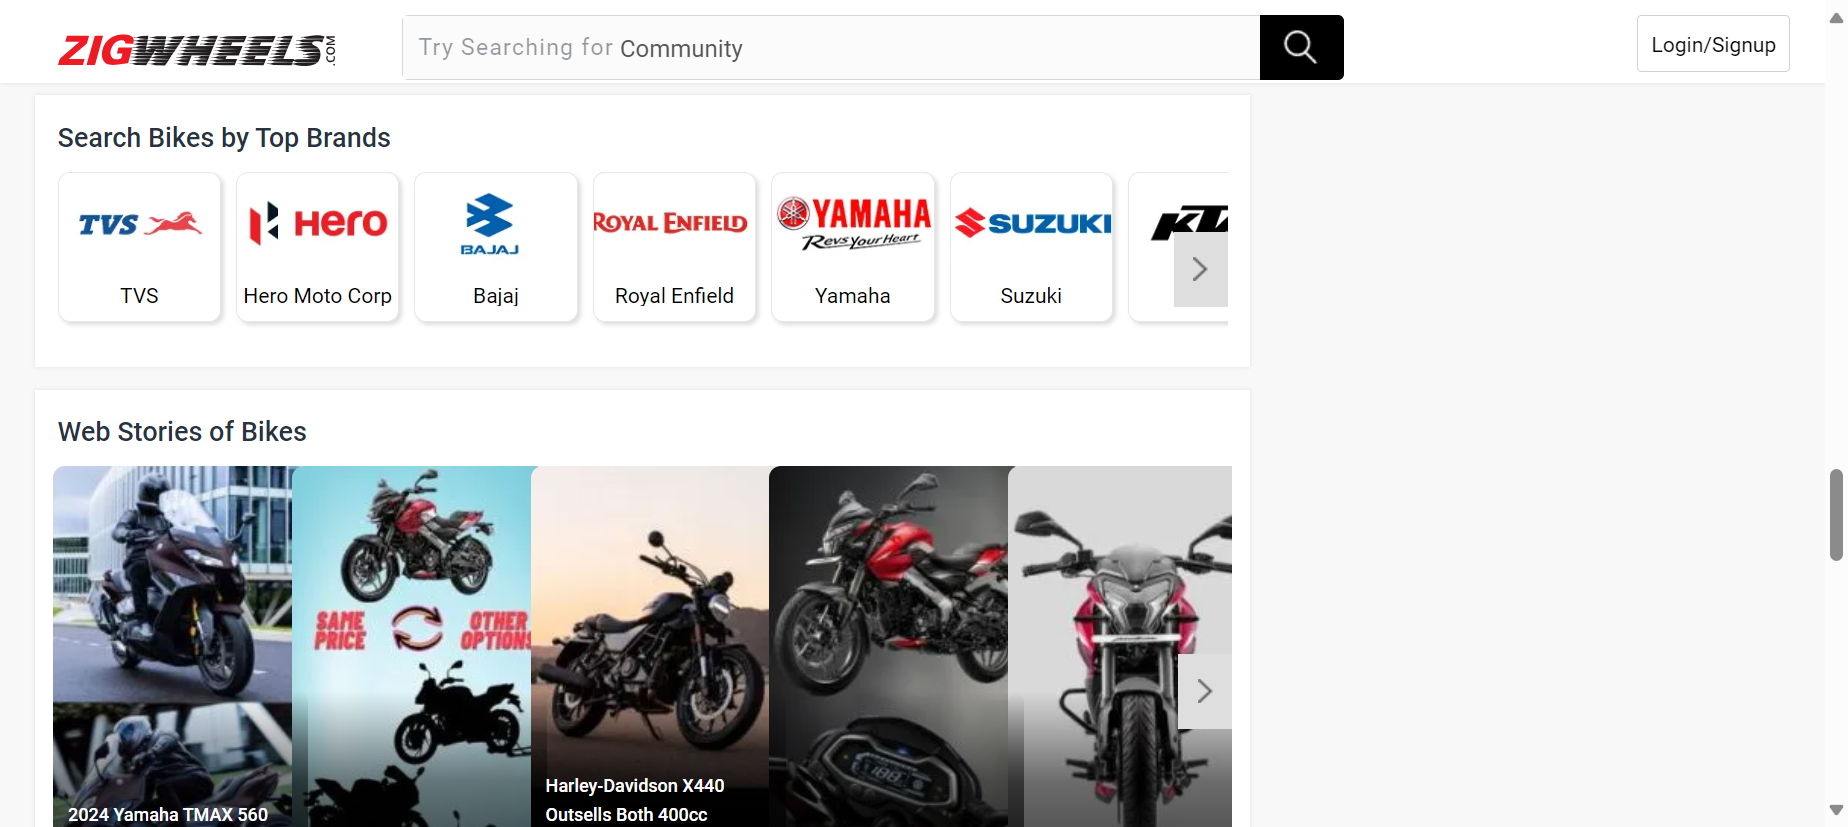 ZIGWHEELS.COM
Try Searching for Community
Login/Signup
Search Bikes by Top Brands
TVS
HERO
BAJAJ
ROYAL ENFIELD
YAMAHA
Revs Your Heart
SUZUKI
TVS
Hero Moto Corp
Bajaj
Royal Enfield
Yamaha
Suzuki
Web Stories of Bikes
SAME
PRICE
OTHER
OPTIONS
188
2024 Yamaha TMAX 560
Harley-Davidson X440
Outsells Both 400cc